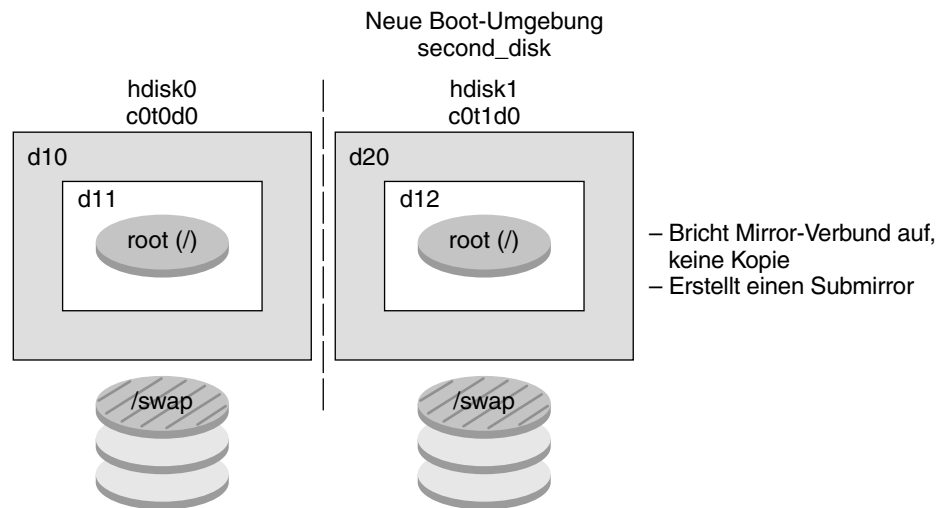 Neue Boot-Umgebung
second_disk
hdisk0
c0t0d0
hdisk1
c0t1d0
d10
d11
root (/)
d20
d12
root (/)
– Bricht Mirror-Verbund auf,
keine Kopie
– Erstellt einen Submirror
/swap
/swap